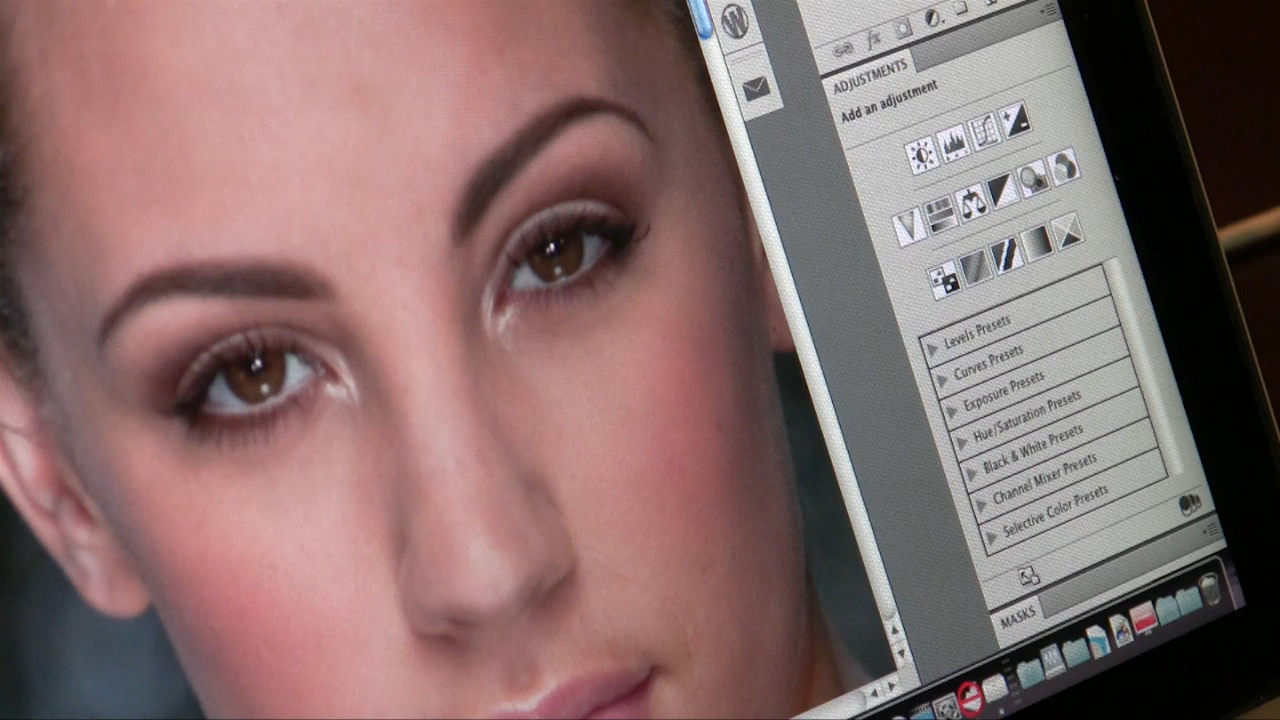 ADJUSTMENTS
Add an adjustment
Levels Presets
Curves Presets
Exposure Presets
Hue/Saturation Presets
Black & White Presets
Channel Mixer Presets
Selective Color Presets
MASKS